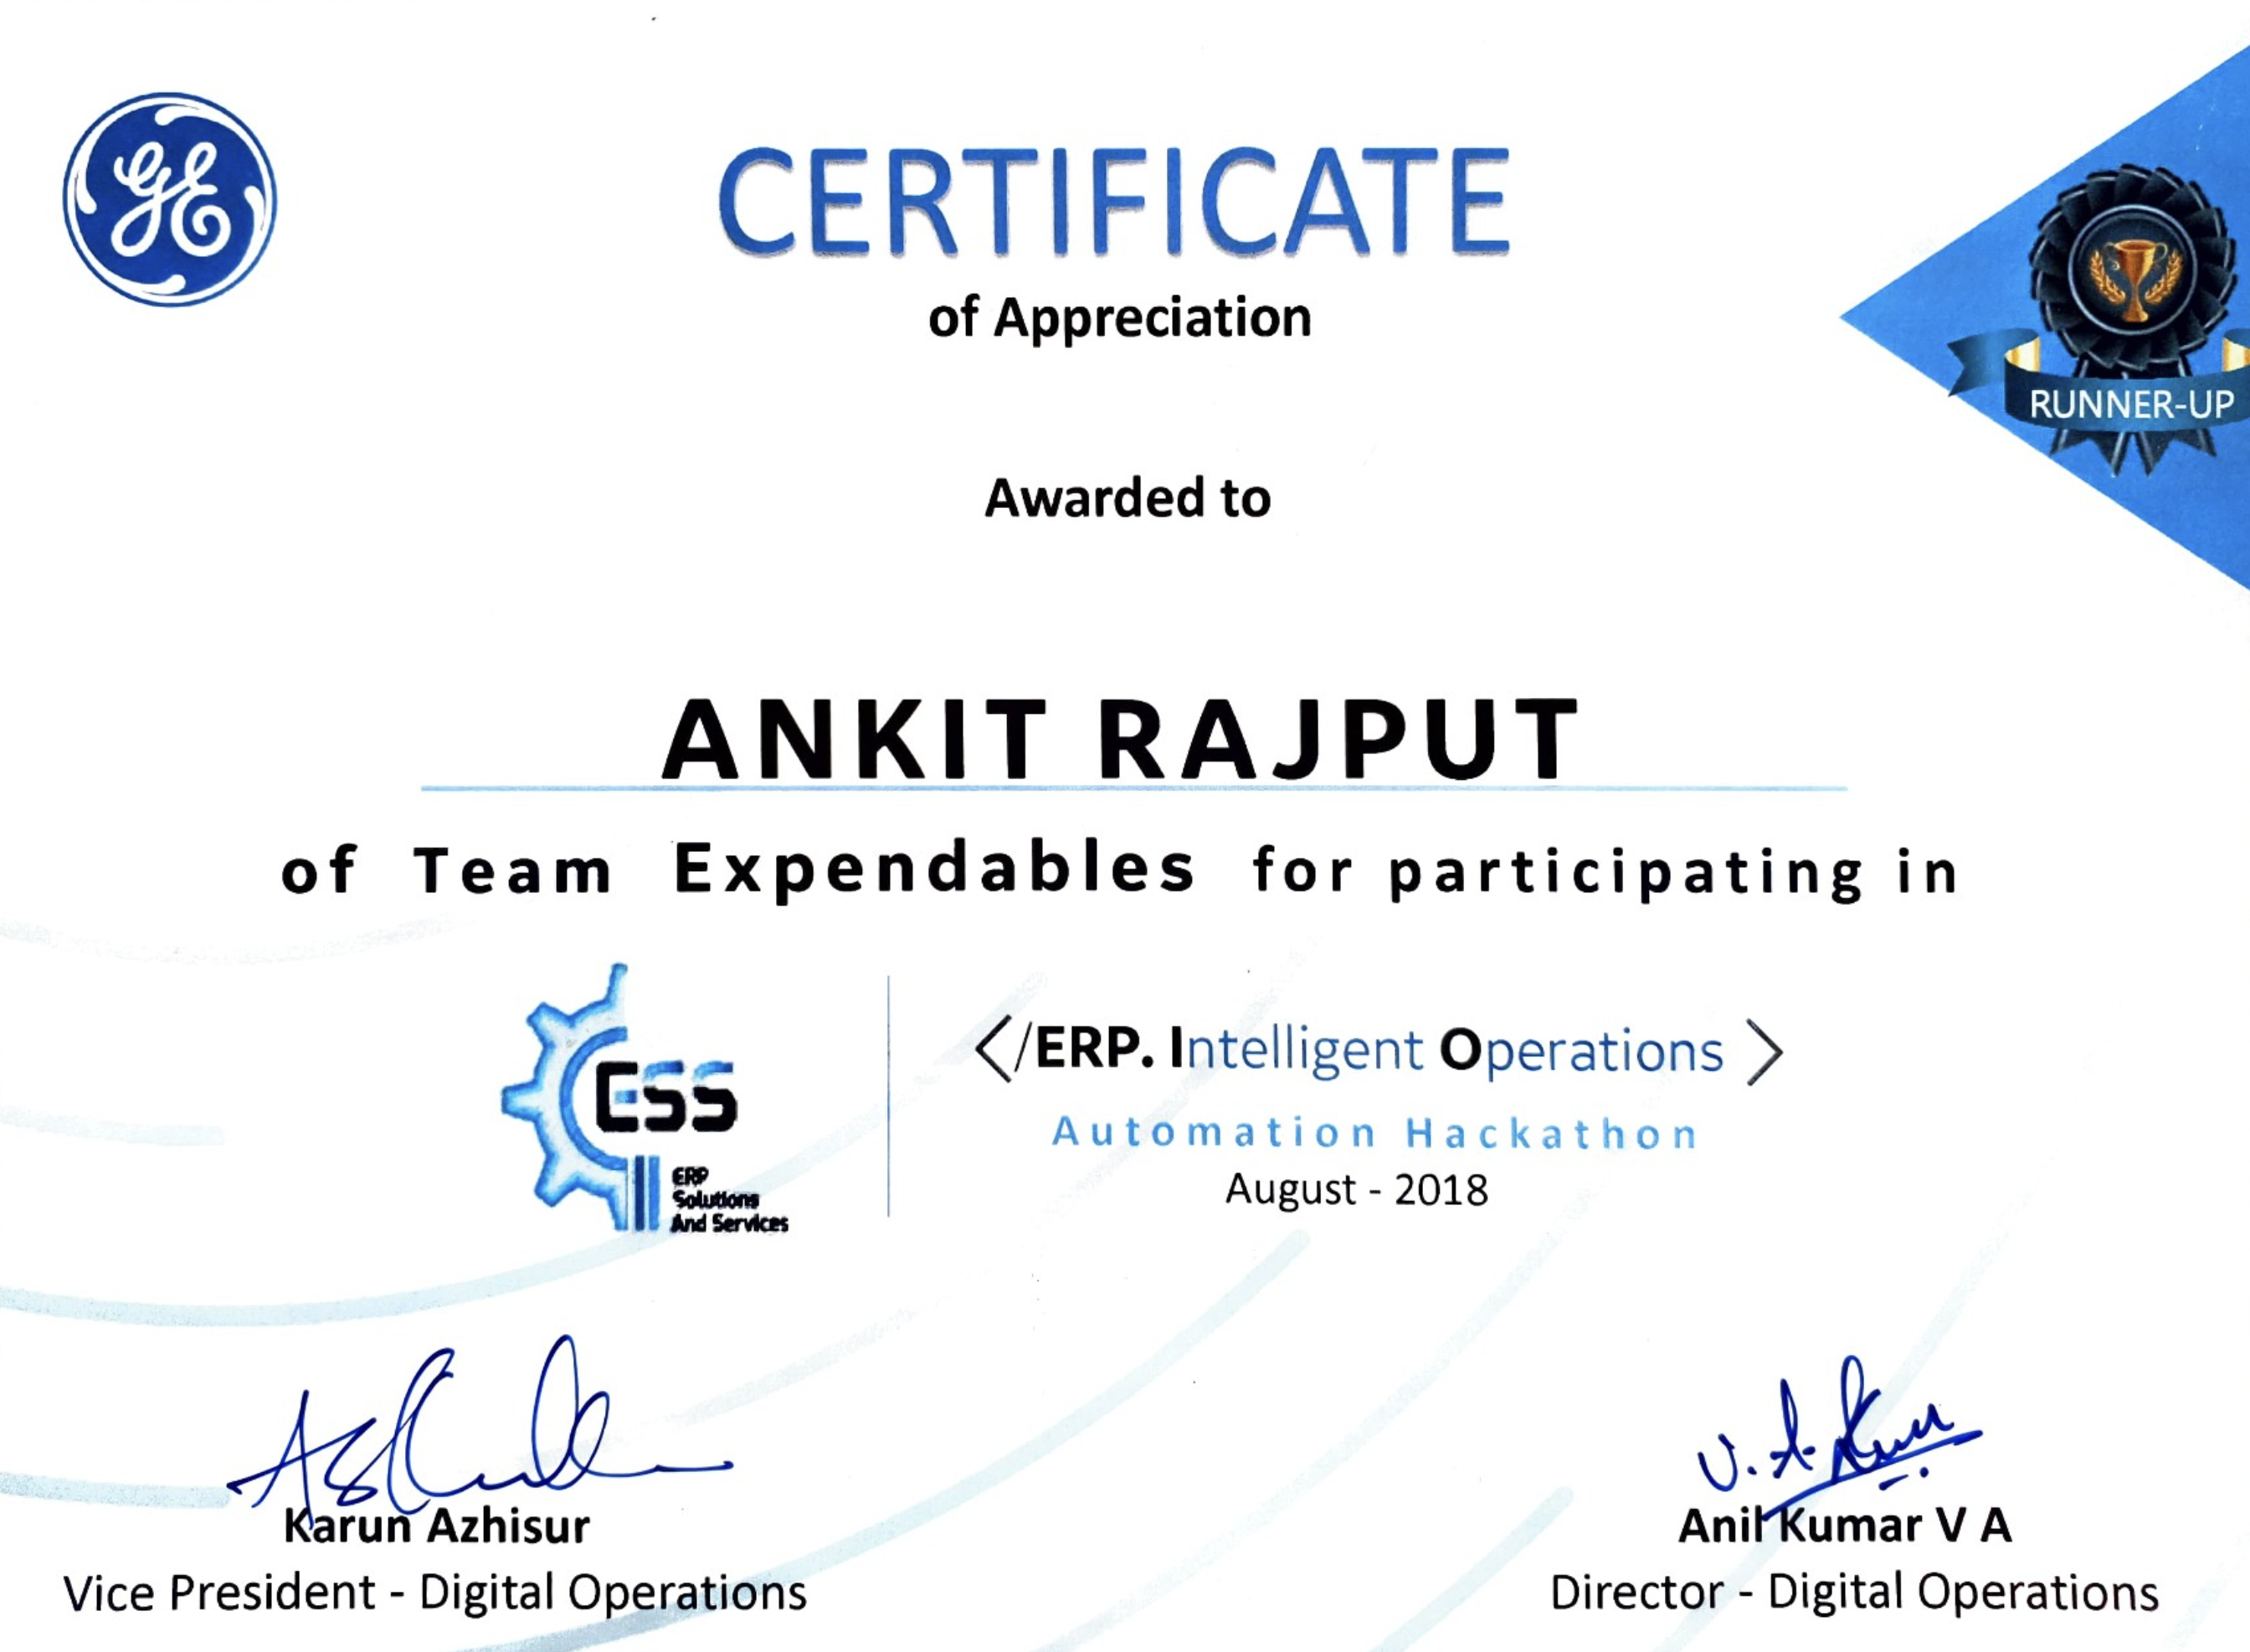 GE
CERTIFICATE
of Appreciation
RUNNER-UP
Awarded to
ANKIT RAJPUT
of Team Expendables for participating in
ESS
ERP
Solutions
And Services
</ERP. Intelligent Operations >
Automation Hackathon
August - 2018
Karun Azhisur
Vice President - Digital Operations
V. A. Kumar
Anil Kumar V A
Director - Digital Operations